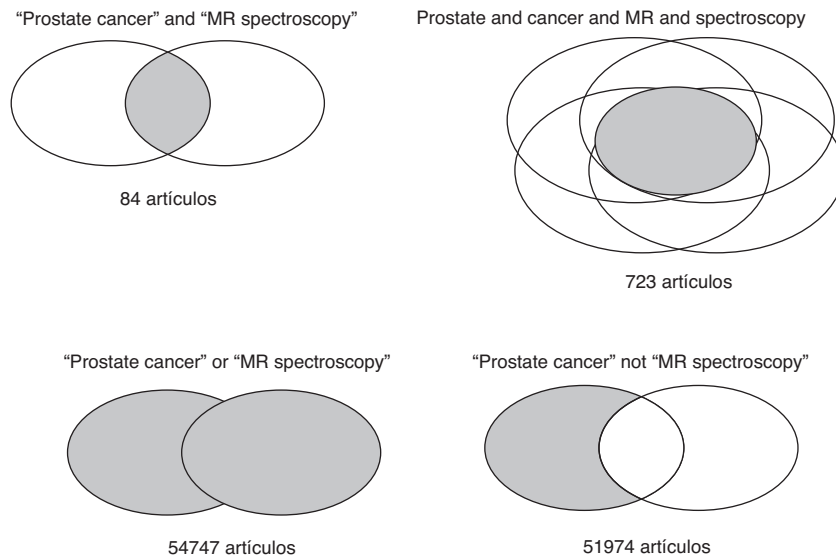 “Prostate cancer” and “MR spectroscopy”
84 artículos
Prostate and cancer and MR and spectroscopy
723 artículos
“Prostate cancer” or “MR spectroscopy”
54747 artículos
“Prostate cancer” not “MR spectroscopy”
51974 artículos